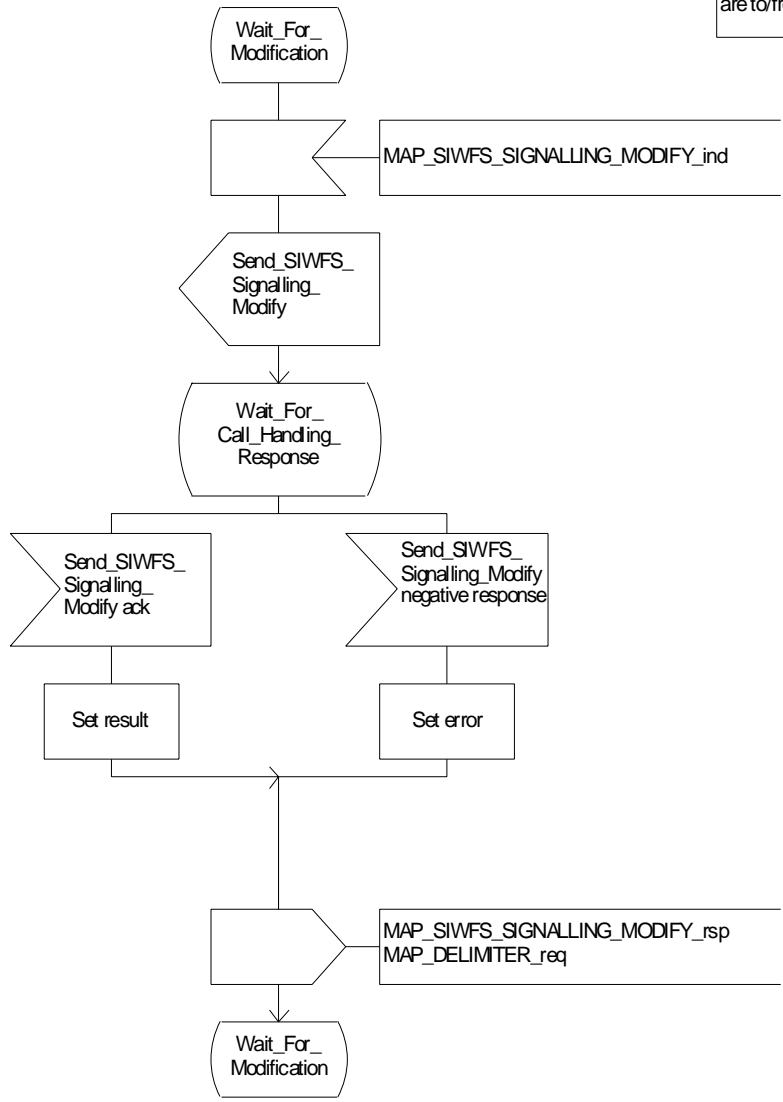 are to/fr
Wait_For_
Modification
MAP_SIWFS_SIGNALLING_MODIFY_ind
Send_SIWFS_
Signalling_
Modify
Wait_For_
Call_Handling_
Response
Send_SIWFS_
Signalling_
Modify ack
Send_SIWFS_
Signalling_Modify
negative response
Set result
Set error
MAP_SIWFS_SIGNALLING_MODIFY_rsp
MAP_DELIMITER_req
Wait_For_
Modification